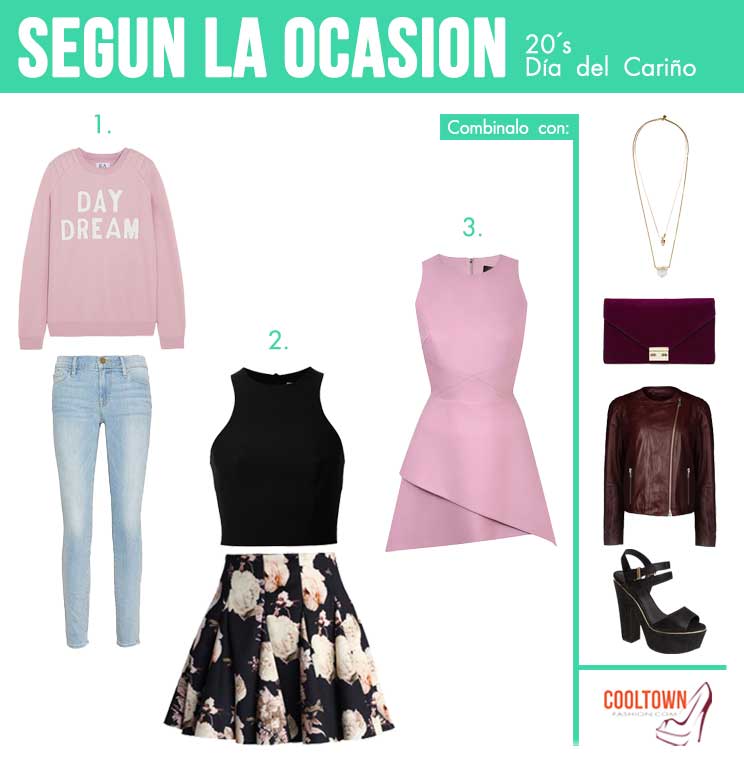 SEGUN LA OCASION
20´s
Día del Cariño
1.
DAY
DREAM
2.
3.
Combinalo con:
COOLTOWN
FASHION.COM